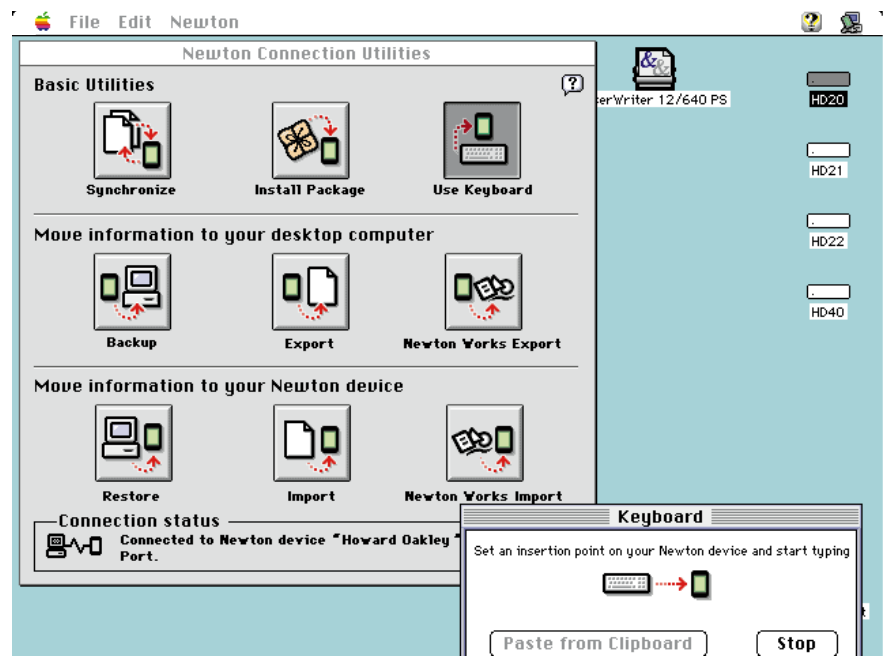 File Edit Newton
Newton Connection Utilities
Basic Utilities
Synchronize Install Package Use Keyboard
Move information to your desktop computer
Backup Export Newton Works Export
Move information to your Newton device
Restore Import Newton Works Import
Connection status
Connected to Newton device “Howard Oakley
Port.
12/640 PS
HD20
HD21
HD22
HD40
Keyboard
Set an insertion point on your Newton device and start typing
Paste from Clipboard Stop